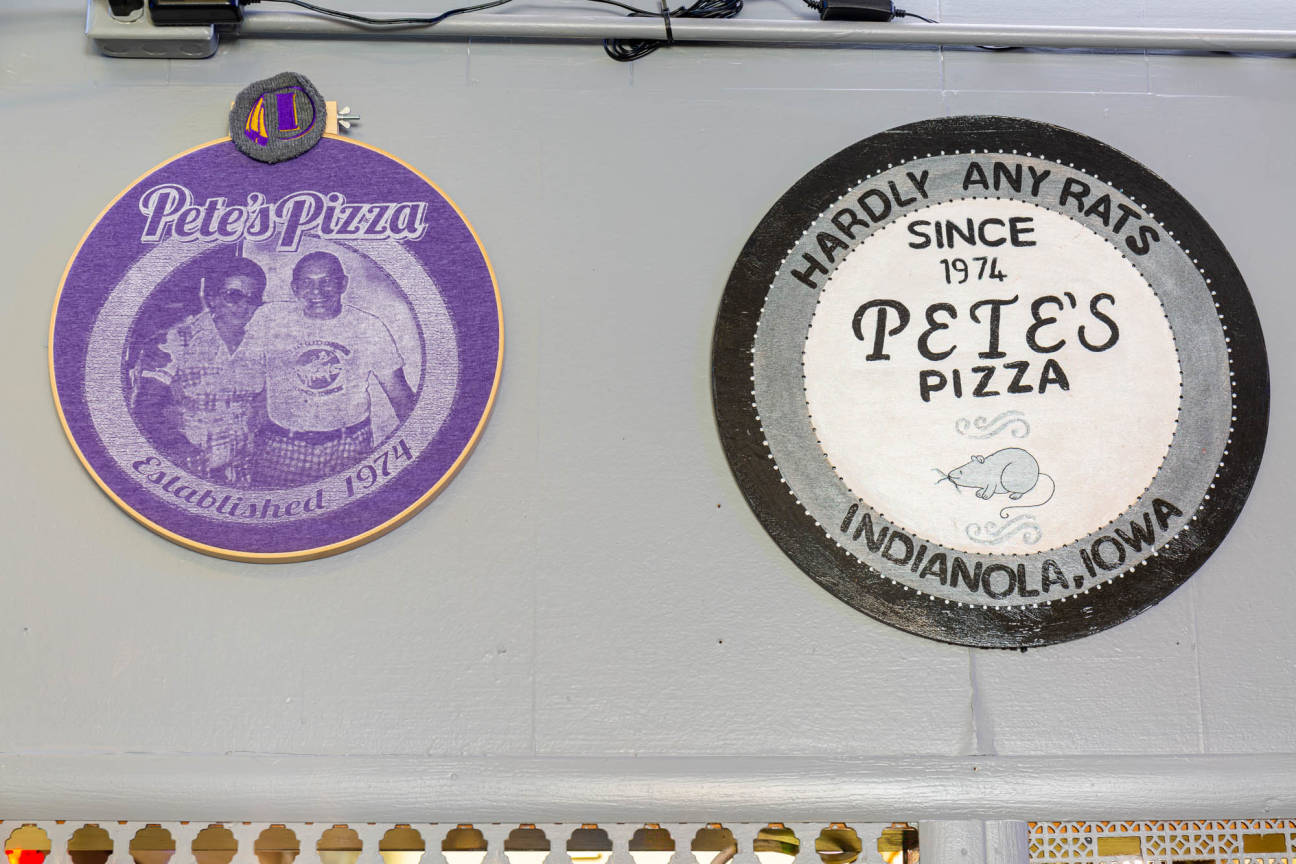 Pete's Pizza
Established 1974
HARDLY ANY RATS
SINCE
1974
PETE'S
PIZZA
INDIANOLA, IOWA